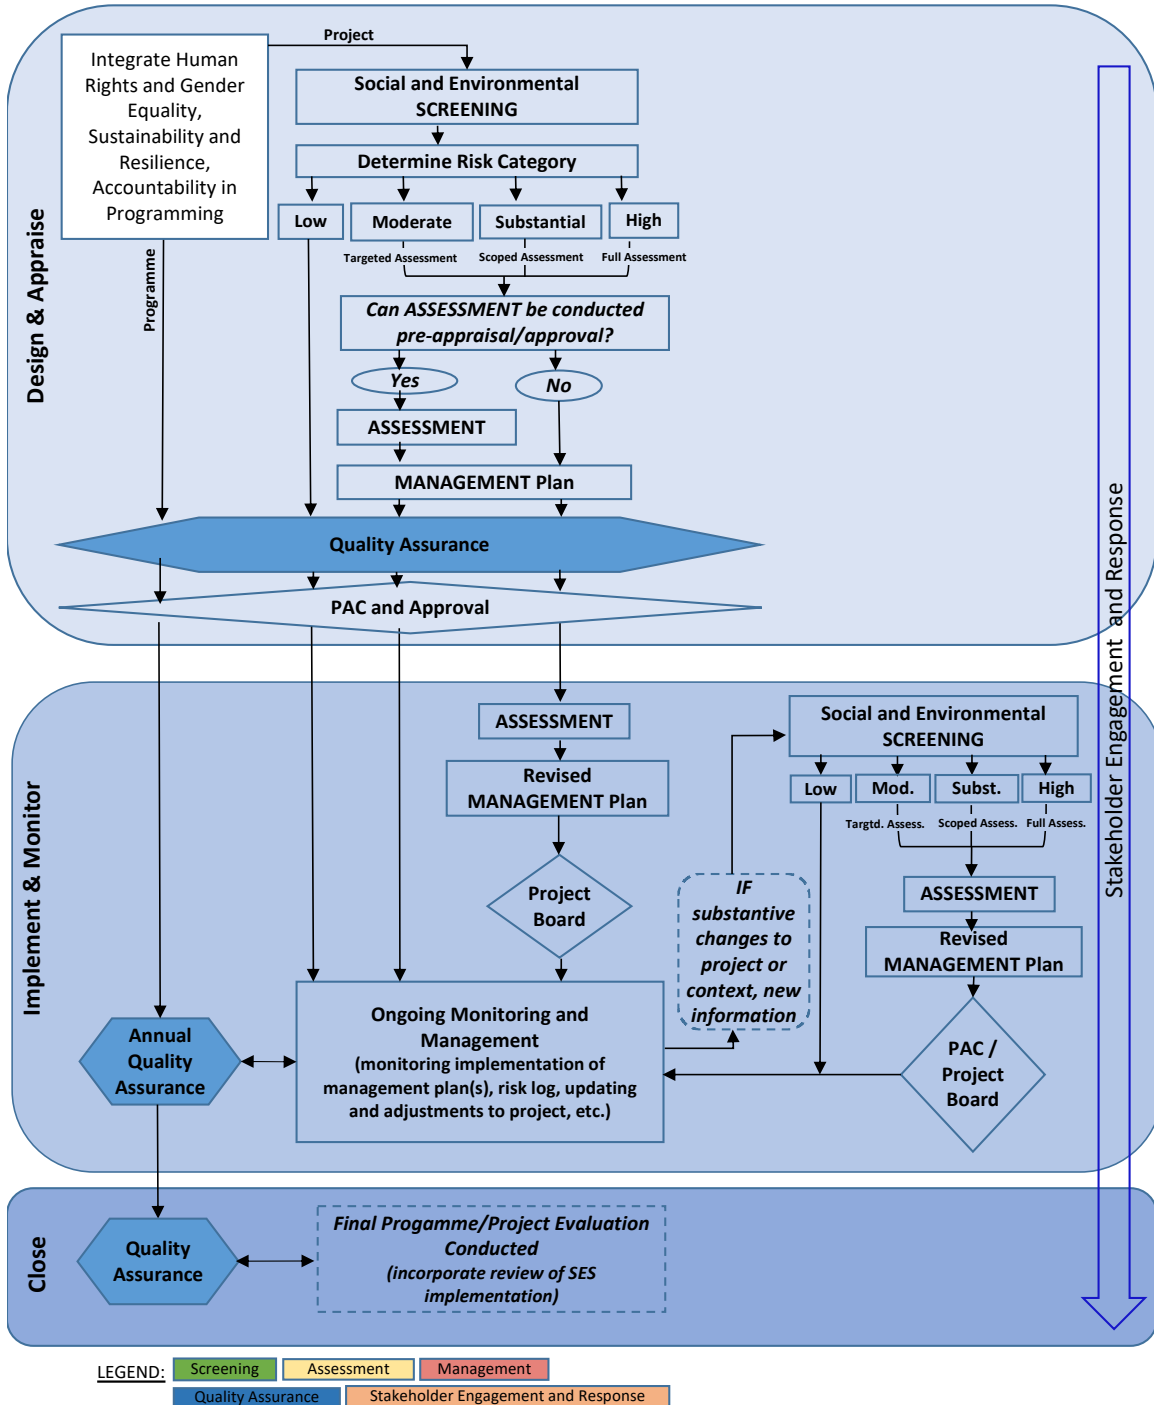 Project
Integrate Human
Rights and Gender
Equality,
Sustainability and
Resilience,
Accountability in
Programming
Social and Environmental
SCREENING
Determine Risk Category
Low
Moderate
Substantial
High
Targeted Assessment
Scoped Assessment
Full Assessment
Programme
Design & Appraise
Can ASSESSMENT be conducted
pre-appraisal/approval?
Yes
No
ASSESSMENT
MANAGEMENT Plan
Quality Assurance
PAC and Approval
Stakeholder Engagement and Response
Implement & Monitor
ASSESSMENT
Revised
MANAGEMENT Plan
Project
Board
Social and Environmental
SCREENING
Low
Mod.
Subst.
High
Targtd. Assess.
Scoped Assess.
Full Assess.
ASSESSMENT
Revised
MANAGEMENT Plan
PAC /
Project
Board
IF
substantive
changes to
project or
context, new
information
Ongoing Monitoring and
Management
(monitoring implementation of
management plan(s), risk log, updating
and adjustments to project, etc.)
Annual
Quality
Assurance
Close
Quality
Assurance
Final Progamme/Project Evaluation
Conducted
(incorporate review of SES
implementation)
LEGEND:
Screening
Assessment
Management
Quality Assurance
Stakeholder Engagement and Response